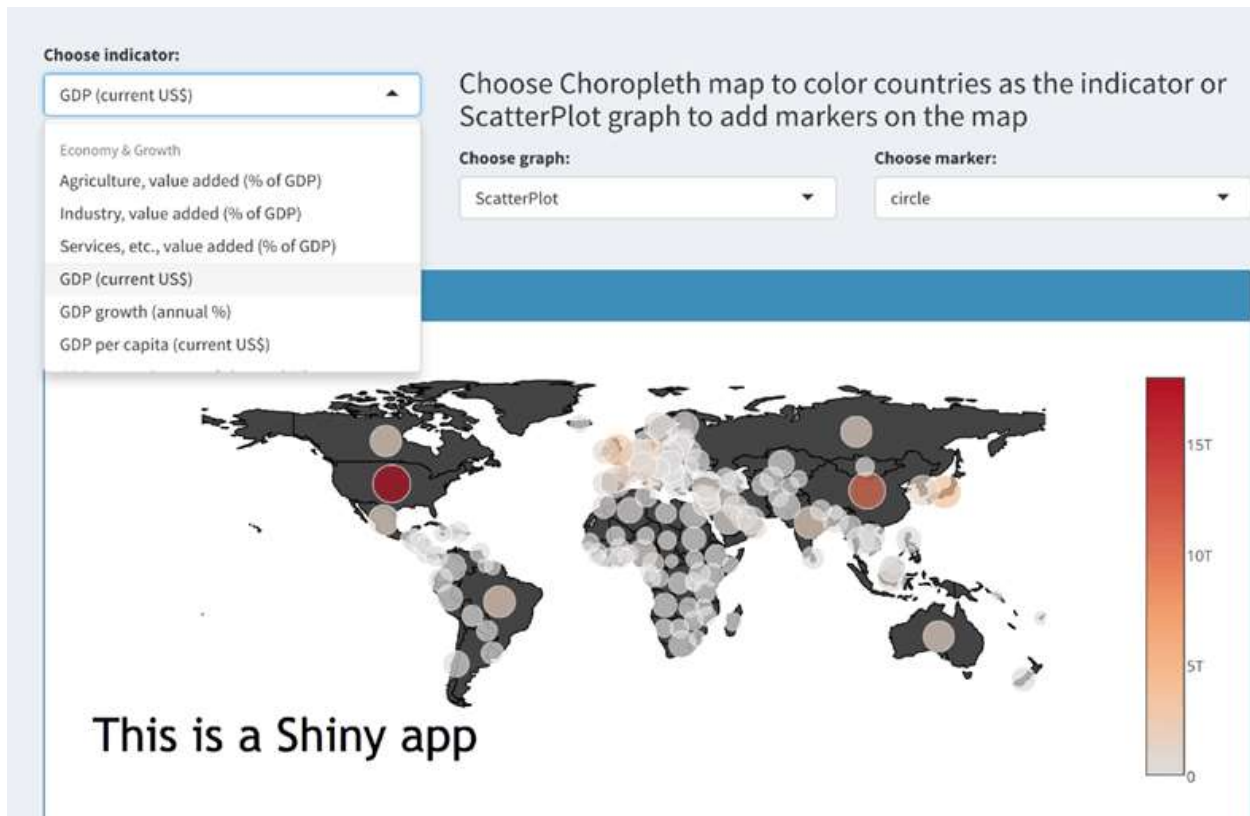 Choose indicator:
GDP (current US$)
Economy & Growth
Agriculture, value added (% of GDP)
Industry, value added (% of GDP)
Services, etc., value added (% of GDP)
GDP (current US$)
GDP growth (annual %)
GDP per capita (current US$)
Choose Choropleth map to color countries as the indicator or
ScatterPlot graph to add markers on the map
Choose graph:
ScatterPlot
Choose marker:
circle
15T
10T
5T
0
This is a Shiny app